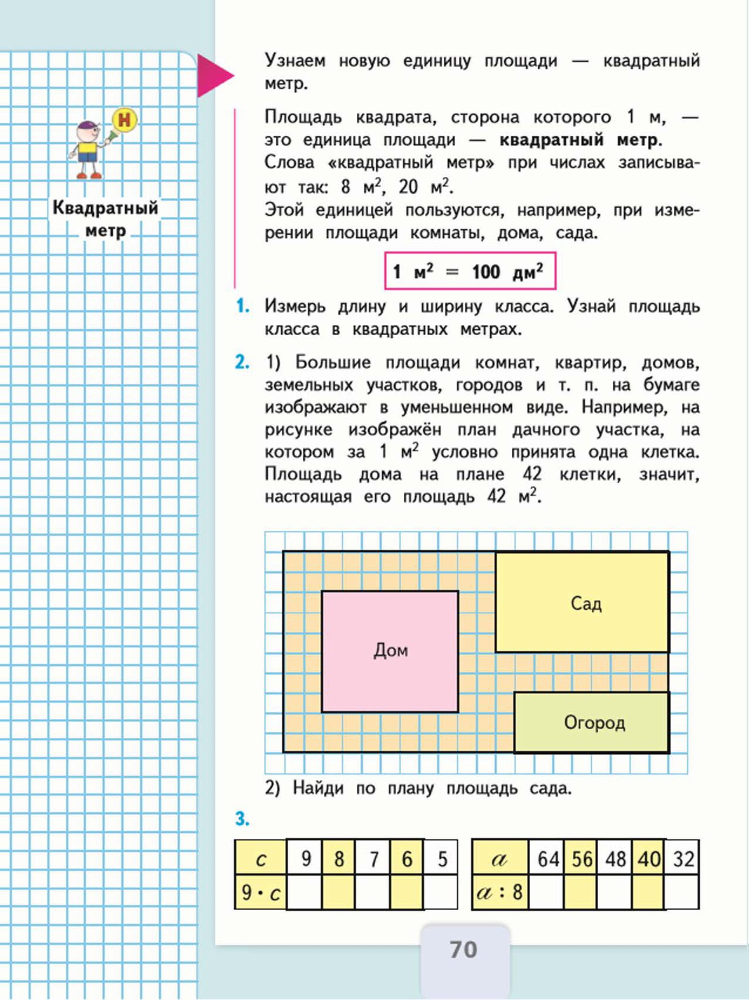 Узнаем новую единицу площади — квадратный
метр.
Н
Квадратный
метр
Площадь квадрата, сторона которого 1 м, —
это единица площади — квадратный метр.
Слова «квадратный метр» при числах записыва-
ют так: 8 м², 20 м².
Этой единицей пользуются, например, при изме-
рении площади комнаты, дома, сада.
1 м² = 100 дм²
1. Измерь длину и ширину класса. Узнай площадь
класса в квадратных метрах.
2. 1) Большие площади комнат, квартир, домов,
земельных участков, городов и т. п. на бумаге
изображают в уменьшенном виде. Например, на
рисунке изображён план дачного участка, на
котором за 1 м² условно принята одна клетка.
Площадь дома на плане 42 клетки, значит,
настоящая его площадь 42 м².
Сад
Дом
Огород
2) Найди по плану площадь сада.
3.
c 9 8 7 6 5
9 · c
a 64 56 48 40 32
a : 8
70